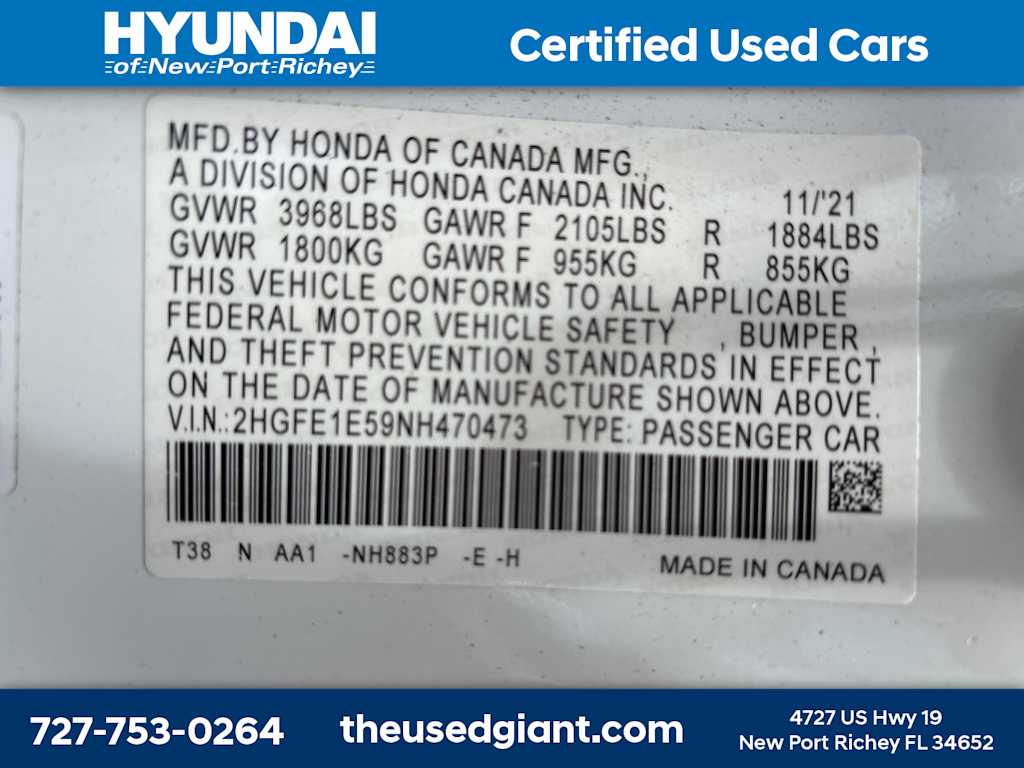 HYUNDAI
of New Port Richey
Certified Used Cars
MFD.BY HONDA OF CANADA MFG.,
A DIVISION OF HONDA CANADA INC. 11/'21
GVWR 3968LBS GAWR F 2105LBS R 1884LBS
GVWR 1800KG GAWR F 955KG R 855KG
THIS VEHICLE CONFORMS TO ALL APPLICABLE
FEDERAL MOTOR VEHICLE SAFETY , BUMPER ,
AND THEFT PREVENTION STANDARDS IN EFFECT
ON THE DATE OF MANUFACTURE SHOWN ABOVE.
V.I.N.:2HGFE1E59NH470473 TYPE: PASSENGER CAR
T38 N AA1 -NH883P -E -H
MADE IN CANADA
727-753-0264
theusedgiant.com
4727 US Hwy 19
New Port Richey FL 34652